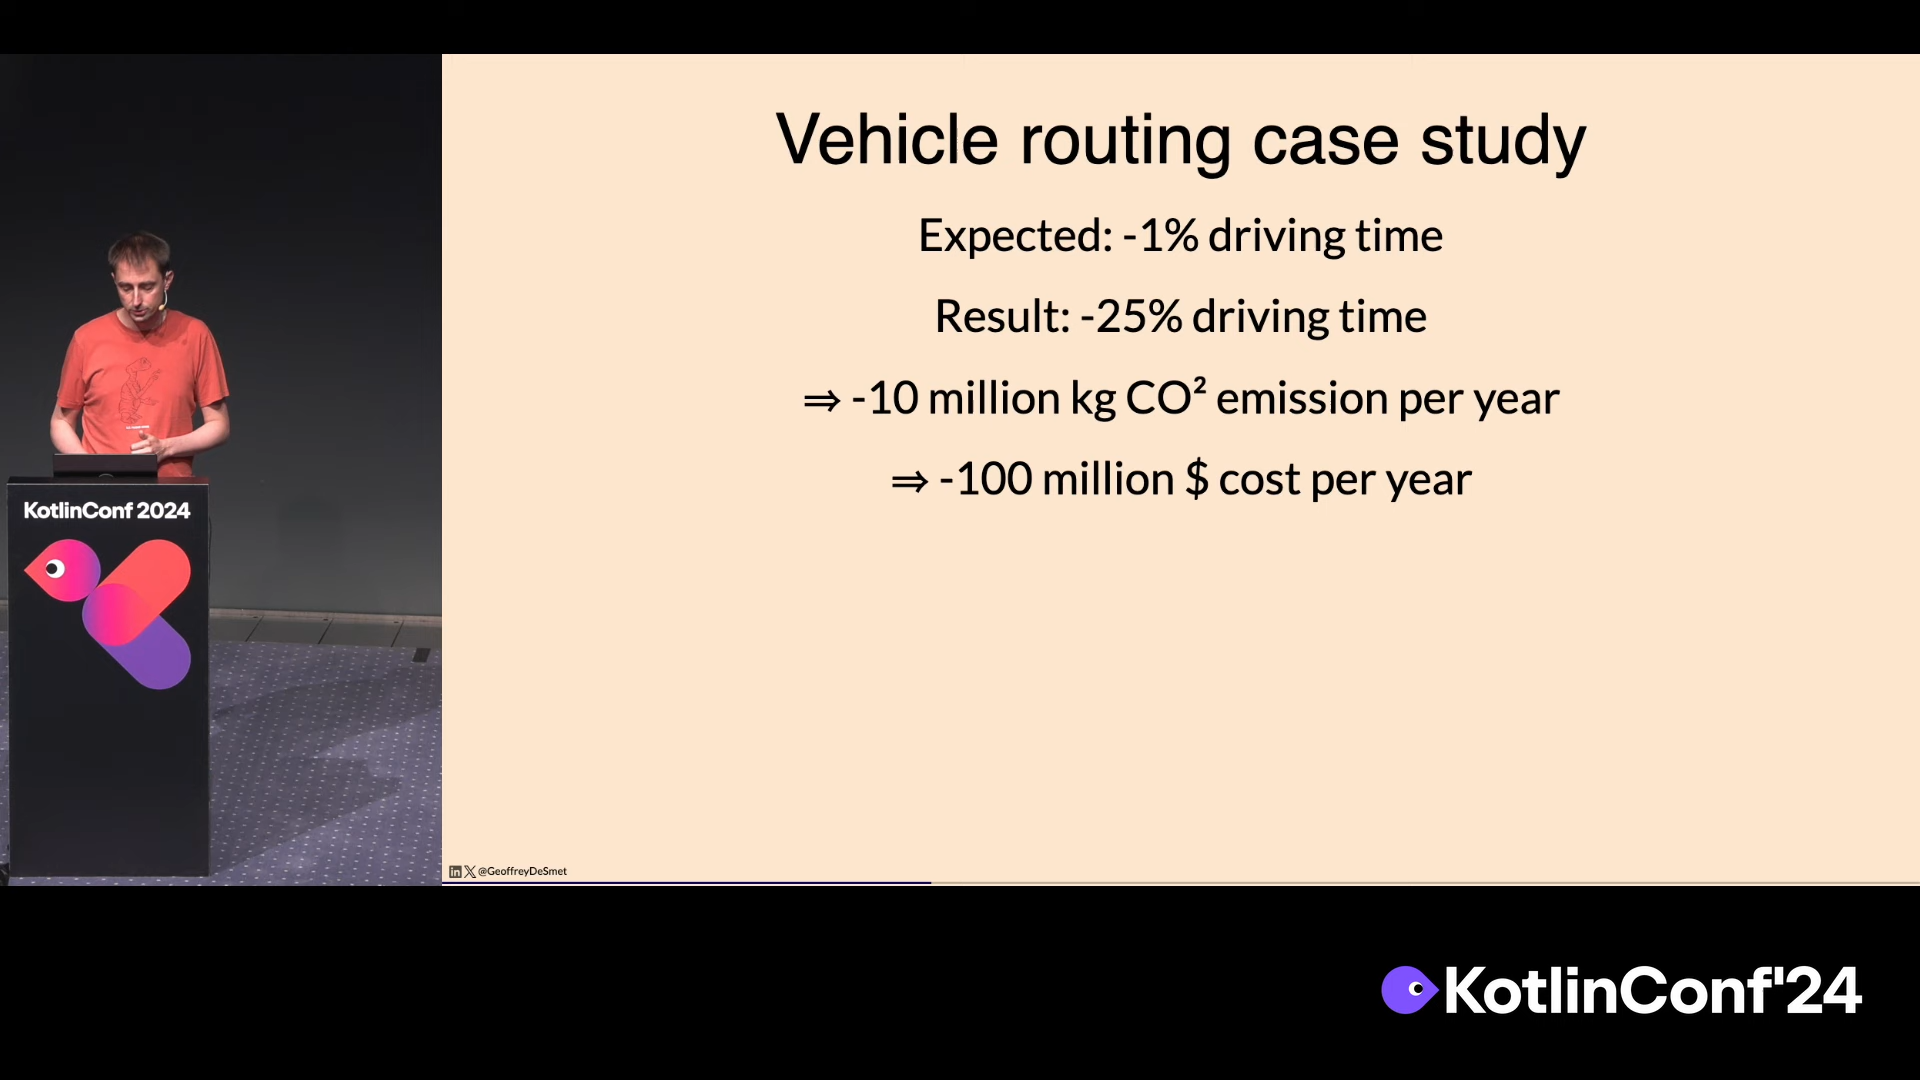 Vehicle routing case study
Expected: -1% driving time
Result: -25% driving time
⇒ -10 million kg CO² emission per year
⇒ -100 million $ cost per year
KotlinConf 2024
@GeoffreyDeSmet
KotlinConf'24